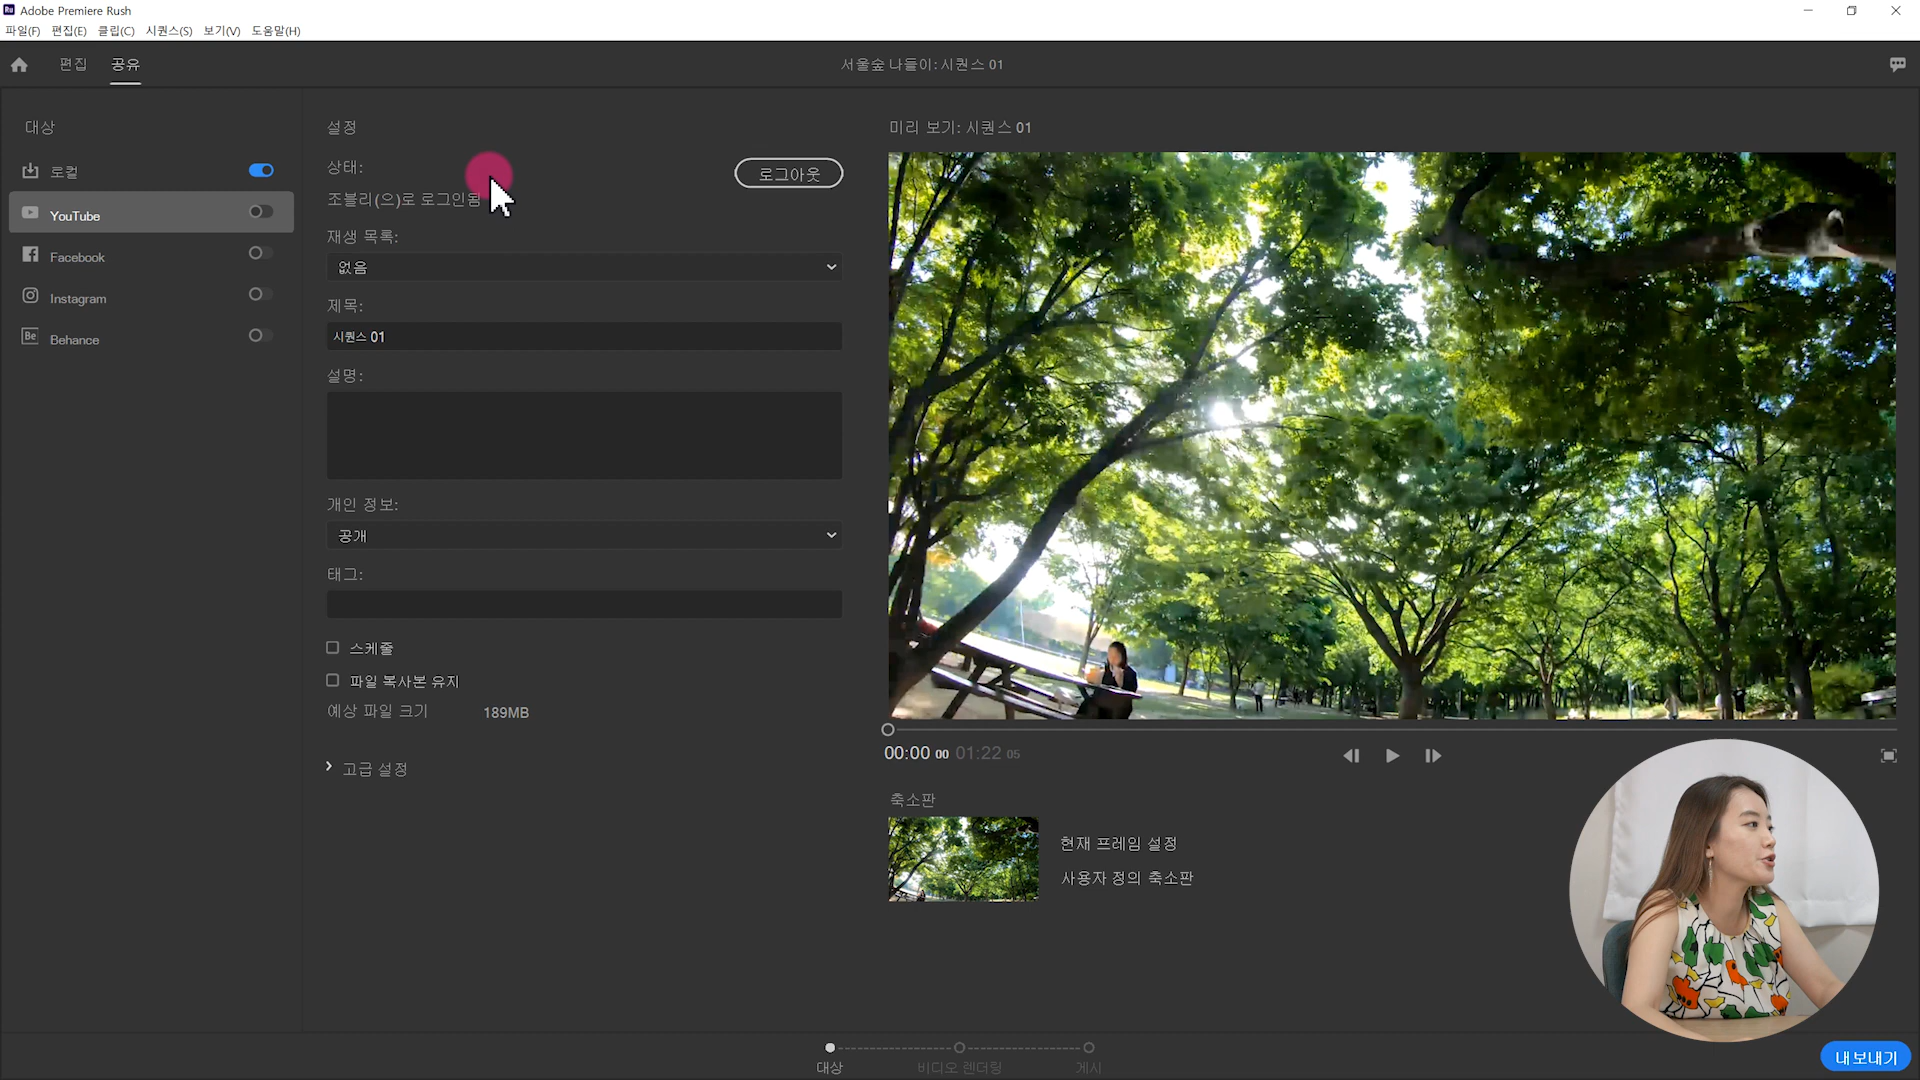 Adobe Premiere Rush
파일(F) 편집(E) 클립(C) 시퀀스(S) 보기(V) 도움말(H)
편집 공유
서울숲 나들이: 시퀀스 01
대상
로컬
YouTube
Facebook
Instagram
Behance
설정
상태:
로그아웃
조블리(으)로 로그인됨
재생 목록:
없음
제목:
시퀀스 01
설명:
개인 정보:
공개
태그:
스케줄
파일 복사본 유지
예상 파일 크기 189MB
고급 설정
미리 보기: 시퀀스 01
00:00 00 01:22 05
축소판
현재 프레임 설정
사용자 정의 축소판
대상 비디오 렌더링 게시
내보내기